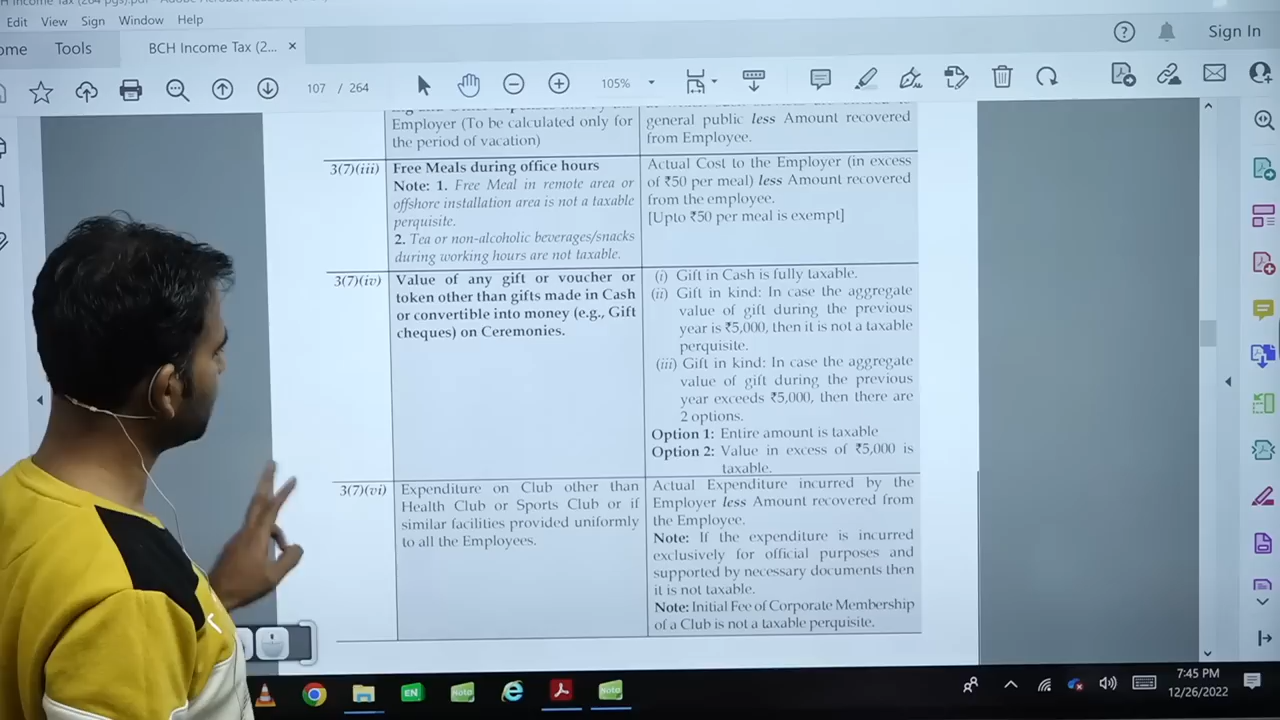 Edit View Sign Window Help
ome Tools BCH Income Tax (2... × Sign In
107 / 264 105%
Employer (To be calculated only for
the period of vacation)
general public less Amount recovered
from Employee.
3(7)(iii)
Free Meals during office hours
Note: 1. Free Meal in remote area or
offshore installation area is not a taxable
perquisite.
2. Tea or non-alcoholic beverages/snacks
during working hours are not taxable.
Actual Cost to the Employer (in excess
of ₹50 per meal) less Amount recovered
from the employee.
[Upto ₹50 per meal is exempt]
3(7)(iv)
Value of any gift or voucher or
token other than gifts made in Cash
or convertible into money (e.g., Gift
cheques) on Ceremonies.
(i) Gift in Cash is fully taxable.
(ii) Gift in kind: In case the aggregate
value of gift during the previous
year is ₹5,000, then it is not a taxable
perquisite.
(iii) Gift in kind: In case the aggregate
value of gift during the previous
year exceeds ₹5,000, then there are
2 options.
Option 1: Entire amount is taxable
Option 2: Value in excess of ₹5,000 is
taxable.
3(7)(vi)
Expenditure on Club other than
Health Club or Sports Club or if
similar facilities provided uniformly
to all the Employees.
Actual Expenditure incurred by the
Employer less Amount recovered from
the Employee.
Note: If the expenditure is incurred
exclusively for official purposes and
supported by necessary documents then
it is not taxable.
Note: Initial Fee of Corporate Membership
of a Club is not a taxable perquisite.
EN
Note
Note
7:45 PM
12/26/2022